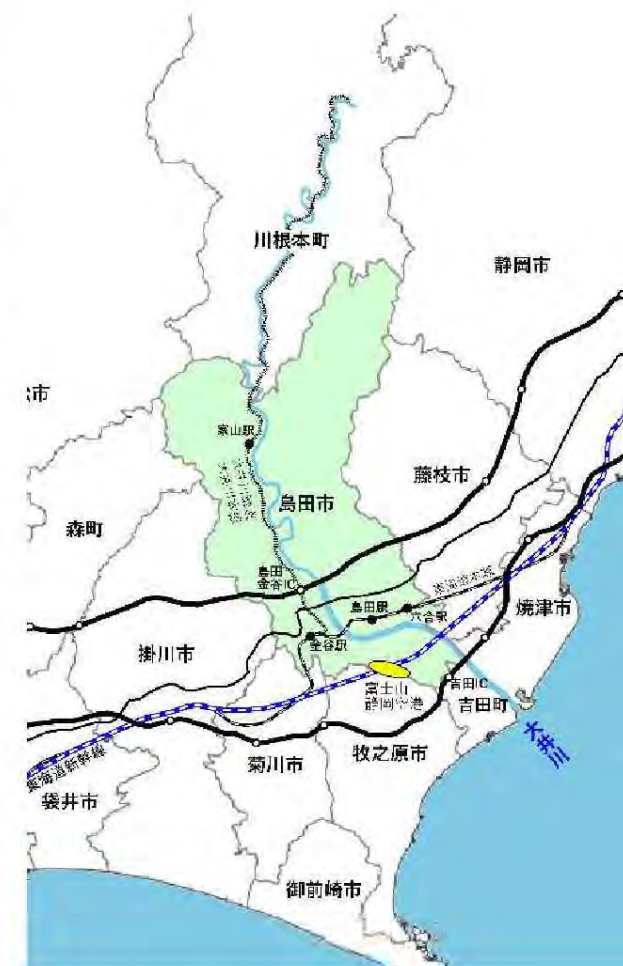 川根本町
静岡市
市
家山駅
藤枝市
島田市
森町
島田
金谷IC
島田駅
六合駅
東海道本線
焼津市
掛川市
金谷駅
富士山
静岡空港
吉田IC
吉田町
大井川
東海道新幹線
菊川市
牧之原市
袋井市
御前崎市